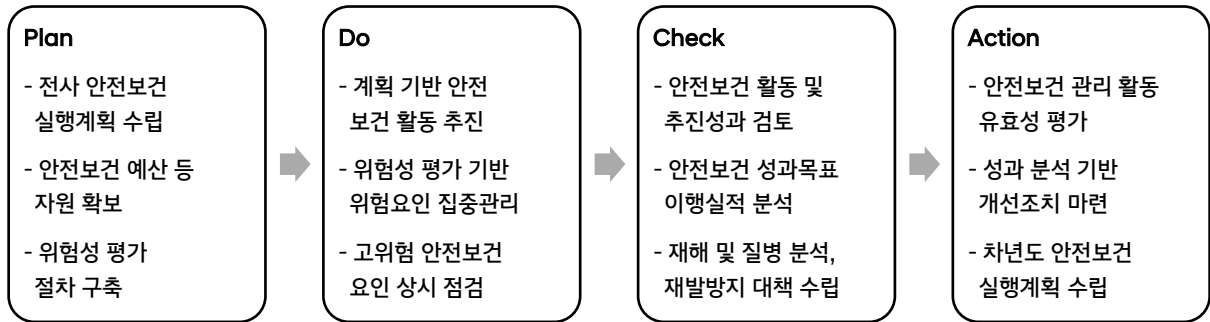 Plan
- 전사 안전보건
실행계획 수립
- 안전보건 예산 등
자원 확보
- 위험성 평가
절차 구축
Do
- 계획 기반 안전
보건 활동 추진
- 위험성 평가 기반
위험요인 집중관리
- 고위험 안전보건
요인 상시 점검
Check
- 안전보건 활동 및
추진성과 검토
- 안전보건 성과목표
이행실적 분석
- 재해 및 질병 분석,
재발방지 대책 수립
Action
- 안전보건 관리 활동
유효성 평가
- 성과 분석 기반
개선조치 마련
- 차년도 안전보건
실행계획 수립